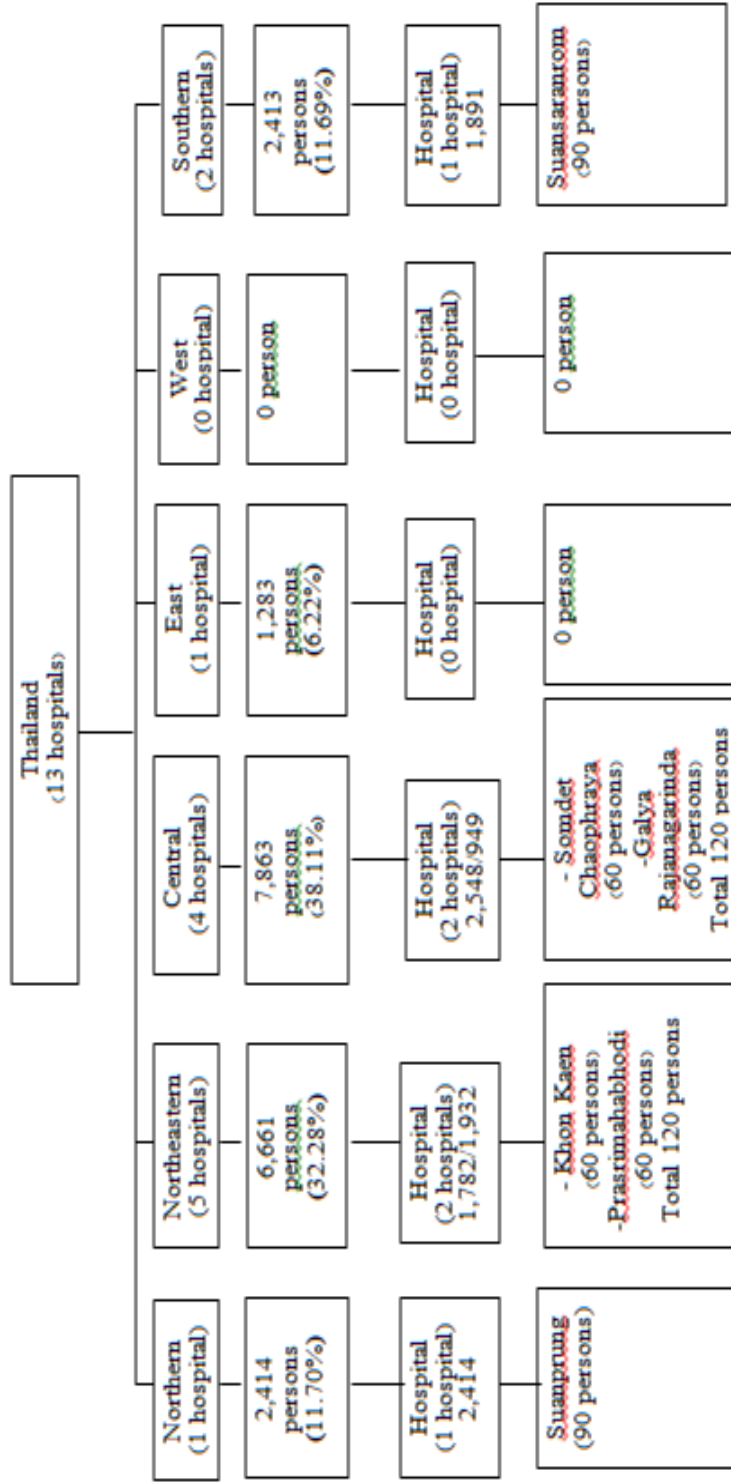 Thailand
(13 hospitals)
Northern
(1 hospital)
Northeastern
(5 hospitals)
Central
(4 hospitals)
East
(1 hospital)
West
(0 hospital)
Southern
(2 hospitals)
2,414
persons
(11.70%)
6,661
persons
(32.28%)
7,863
persons
(38.11%)
1,283
persons
(6.22%)
0 person
2,413
persons
(11.69%)
Hospital
(1 hospital)
2,414
Hospital
(2 hospitals)
1,782/1,932
Hospital
(2 hospitals)
2,548/949
Hospital
(0 hospital)
Hospital
(0 hospital)
Hospital
(1 hospital)
1,891
Suanprung
(90 persons)
- Khon Kaen
(60 persons)
-Prasrimahabhodi
(60 persons)
Total 120 persons
- Somdet
Chaophraya
(60 persons)
-Galya
Rajanagarinda
(60 persons)
Total 120 persons
0 person
0 person
Suansaranrom
(90 persons)